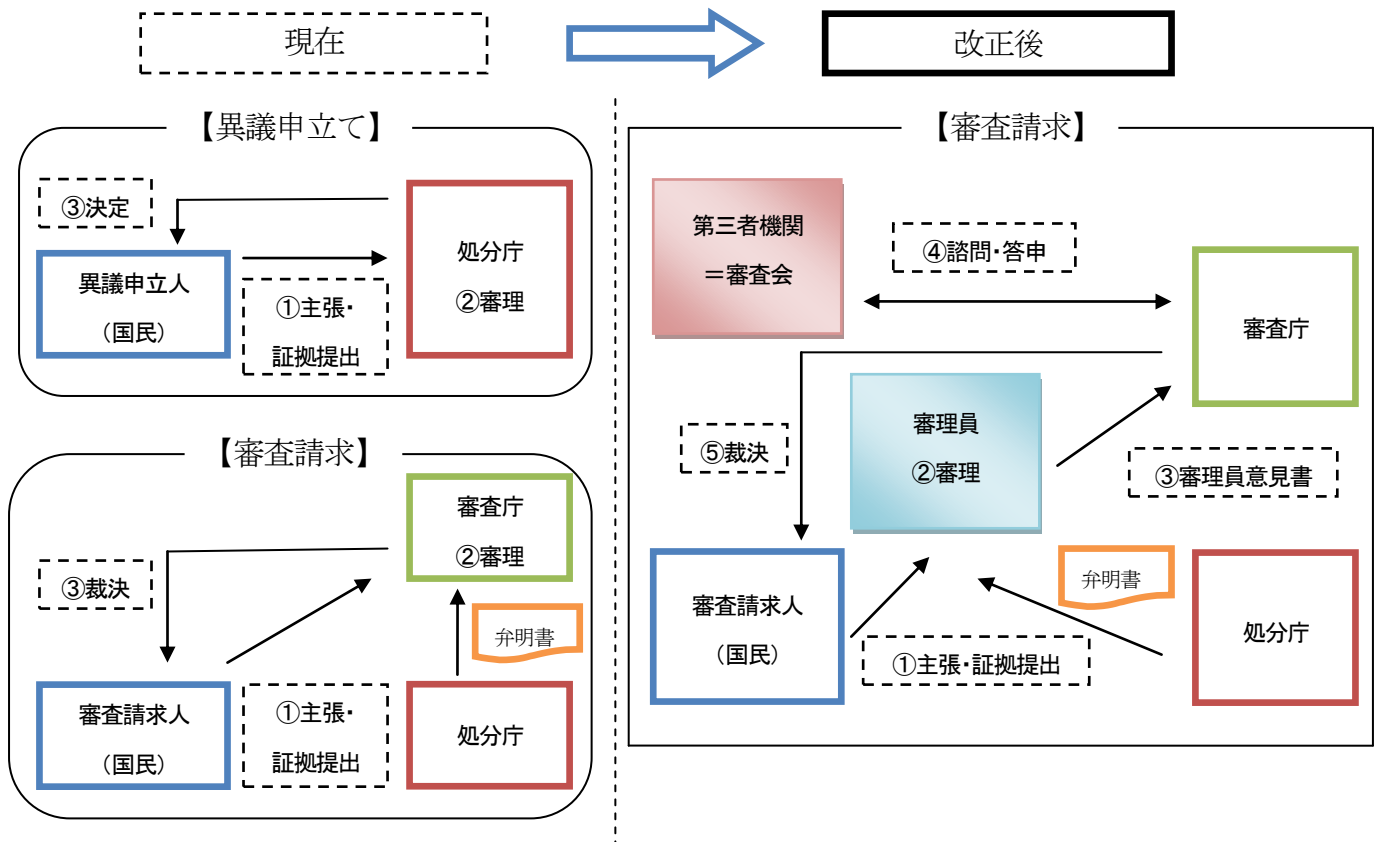 現在
改正後
【異議申立て】
③決定
異議申立人
（国民）
①主張・
証拠提出
処分庁
②審理
【審査請求】
審査庁
②審理
③裁決
弁明書
審査請求人
（国民）
①主張・
証拠提出
処分庁
【審査請求】
第三者機関
＝審査会
④諮問・答申
審査庁
審理員
②審理
⑤裁決
③審理員意見書
弁明書
審査請求人
（国民）
①主張・証拠提出
処分庁